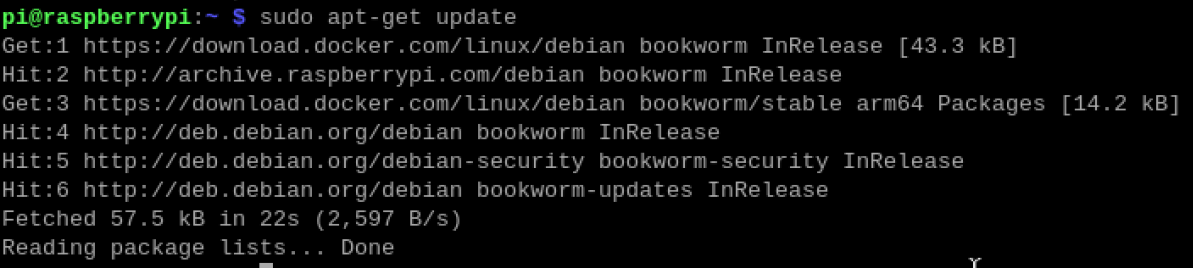 pi@raspberrypi:~ $ sudo apt-get update
Get:1 https://download.docker.com/linux/debian bookworm InRelease [43.3 kB]
Hit:2 http://archive.raspberrypi.com/debian bookworm InRelease
Get:3 https://download.docker.com/linux/debian bookworm/stable arm64 Packages [14.2 kB]
Hit:4 http://deb.debian.org/debian bookworm InRelease
Hit:5 http://deb.debian.org/debian-security bookworm-security InRelease
Hit:6 http://deb.debian.org/debian bookworm-updates InRelease
Fetched 57.5 kB in 22s (2,597 B/s)
Reading package lists... Done